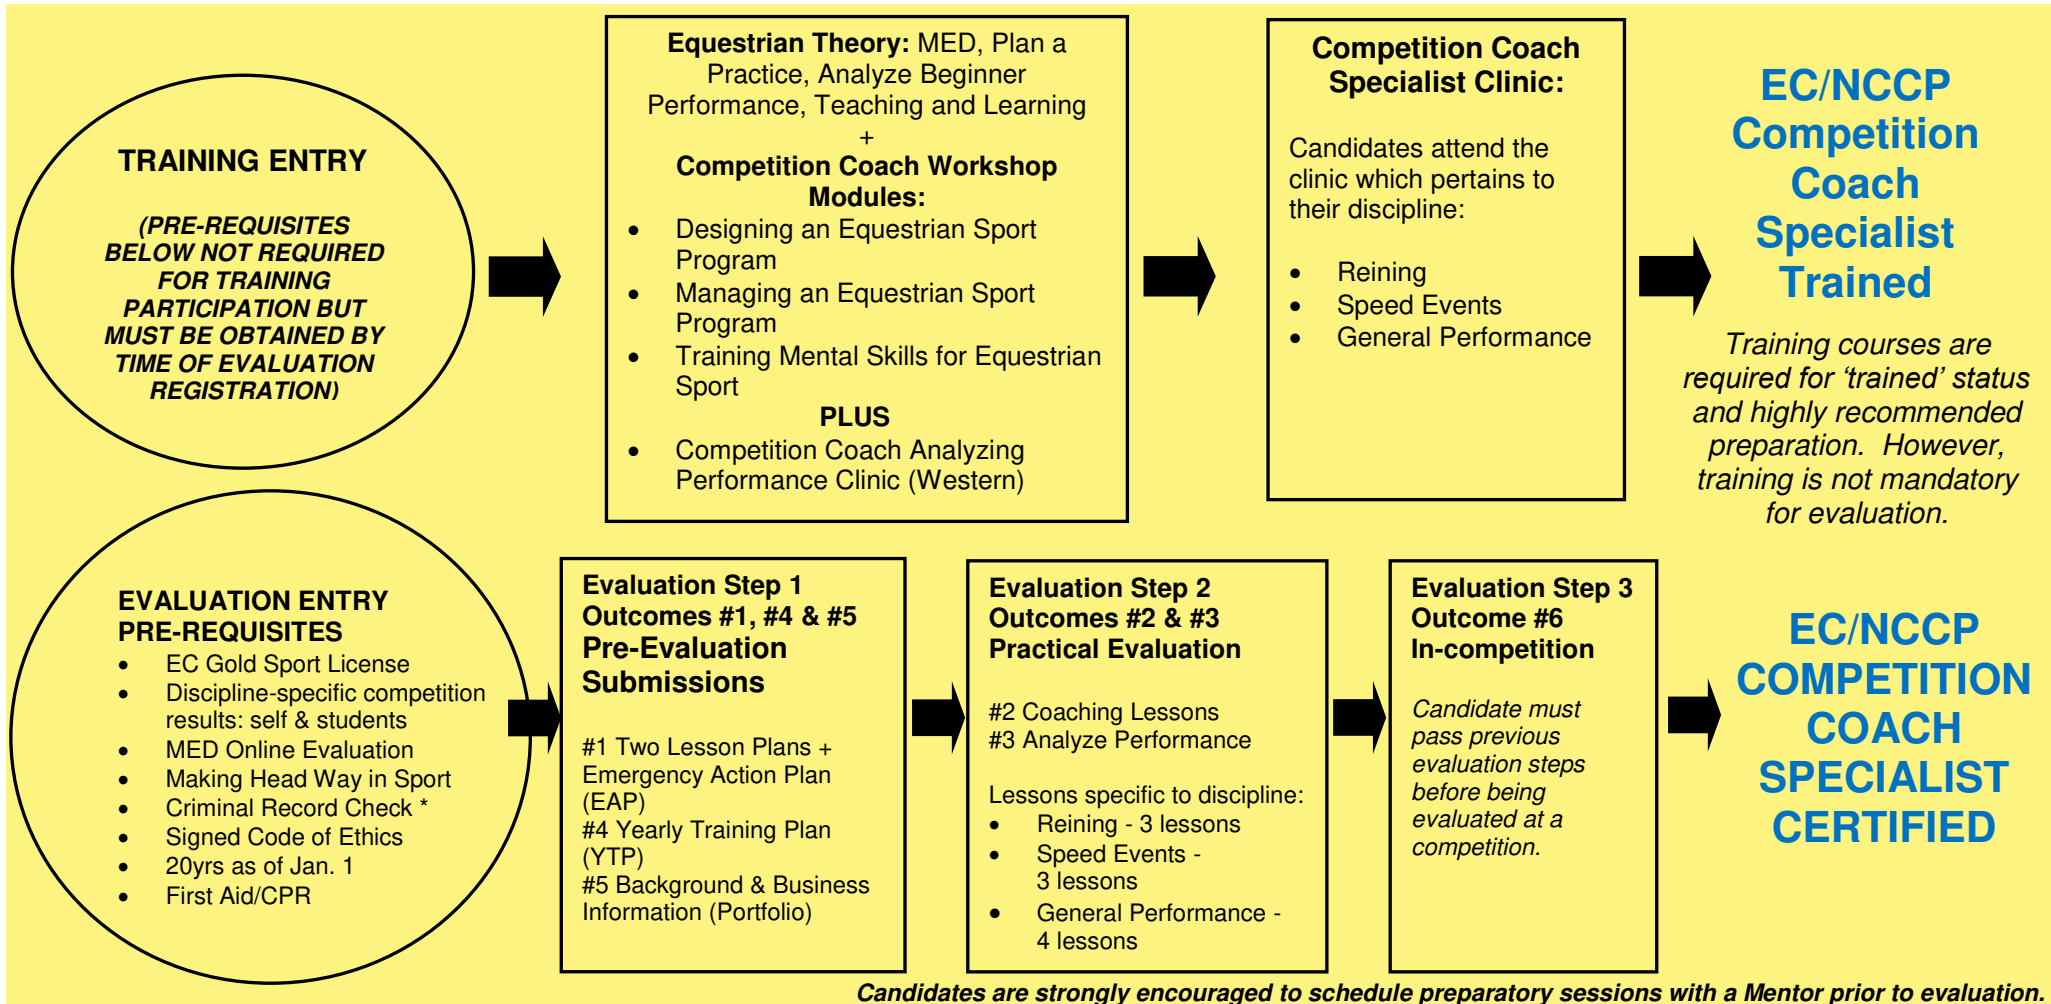 TRAINING ENTRY
(PRE-REQUISITES
BELOW NOT REQUIRED
FOR TRAINING
PARTICIPATION BUT
MUST BE OBTAINED BY
TIME OF EVALUATION
REGISTRATION)
Equestrian Theory: MED, Plan a
Practice, Analyze Beginner
Performance, Teaching and Learning
+
Competition Coach Workshop
Modules:
• Designing an Equestrian Sport
Program
• Managing an Equestrian Sport
Program
• Training Mental Skills for Equestrian
Sport
PLUS
• Competition Coach Analyzing
Performance Clinic (Western)
Competition Coach
Specialist Clinic:
Candidates attend the
clinic which pertains to
their discipline:
• Reining
• Speed Events
• General Performance
EC/NCCP
Competition
Coach
Specialist
Trained
Training courses are
required for ‘trained’ status
and highly recommended
preparation.  However,
training is not mandatory
for evaluation.
EVALUATION ENTRY
PRE-REQUISITES
• EC Gold Sport License
• Discipline-specific competition
results: self & students
• MED Online Evaluation
• Making Head Way in Sport
• Criminal Record Check *
• Signed Code of Ethics
• 20yrs as of Jan. 1
• First Aid/CPR
Evaluation Step 1
Outcomes #1, #4 & #5
Pre-Evaluation
Submissions
#1 Two Lesson Plans +
Emergency Action Plan
(EAP)
#4 Yearly Training Plan
(YTP)
#5 Background & Business
Information (Portfolio)
Evaluation Step 2
Outcomes #2 & #3
Practical Evaluation
#2 Coaching Lessons
#3 Analyze Performance
Lessons specific to discipline:
• Reining - 3 lessons
• Speed Events -
3 lessons
• General Performance -
4 lessons
Evaluation Step 3
Outcome #6
In-competition
Candidate must
pass previous
evaluation steps
before being
evaluated at a
competition.
EC/NCCP
COMPETITION
COACH
SPECIALIST
CERTIFIED
Candidates are strongly encouraged to schedule preparatory sessions with a Mentor prior to evaluation.